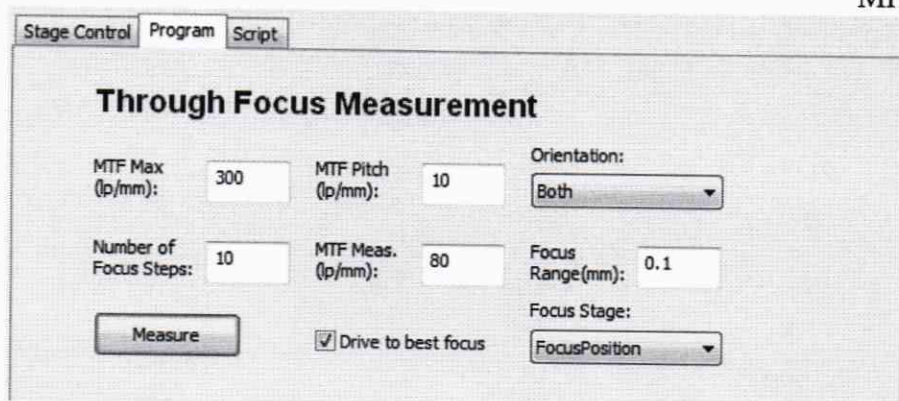 Stage Control Program Script
Through Focus Measurement
MTF Max
(lp/mm):
300
MTF Pitch
(lp/mm):
10
Orientation:
Both
Number of
Focus Steps:
10
MTF Meas.
(lp/mm):
80
Focus
Range(mm):
0.1
Measure
Drive to best focus
Focus Stage:
FocusPosition